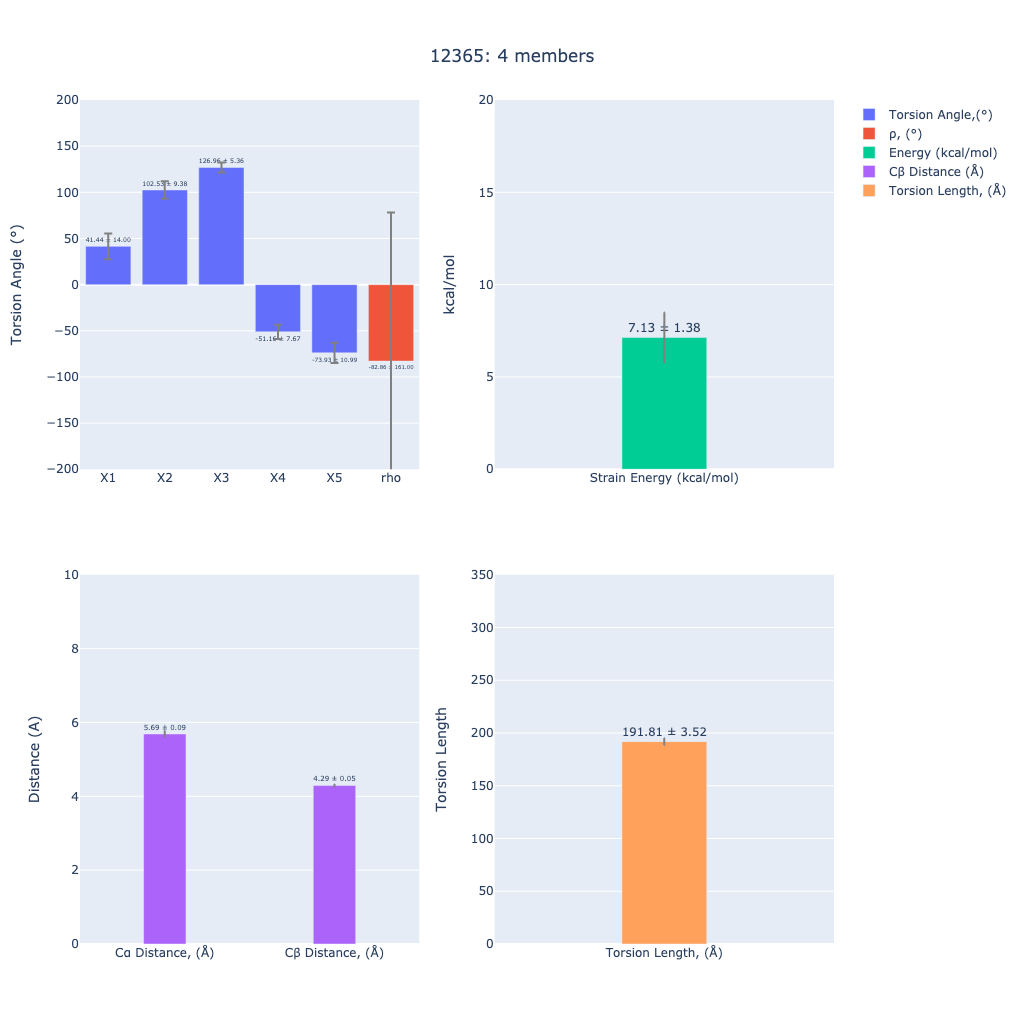 12365: 4 members
Torsion Angle (°)
200
150
100
50
0
−50
−100
−150
−200
41.44 ± 14.00
102.53 ± 9.38
126.96 ± 5.36
-51.16 ± 7.67
-73.93 ± 10.99
-82.86 ± 161.00
X1 X2 X3 X4 X5 rho
kcal/mol
20
15
10
5
0
7.13 ± 1.38
Strain Energy (kcal/mol)
Torsion Angle,(°)
ρ, (°)
Energy (kcal/mol)
Cβ Distance (Å)
Torsion Length, (Å)
Distance (A)
10
8
6
4
2
0
5.69 ± 0.09
4.29 ± 0.05
Cα Distance, (Å) Cβ Distance, (Å)
Torsion Length
350
300
250
200
150
100
50
0
191.81 ± 3.52
Torsion Length, (Å)